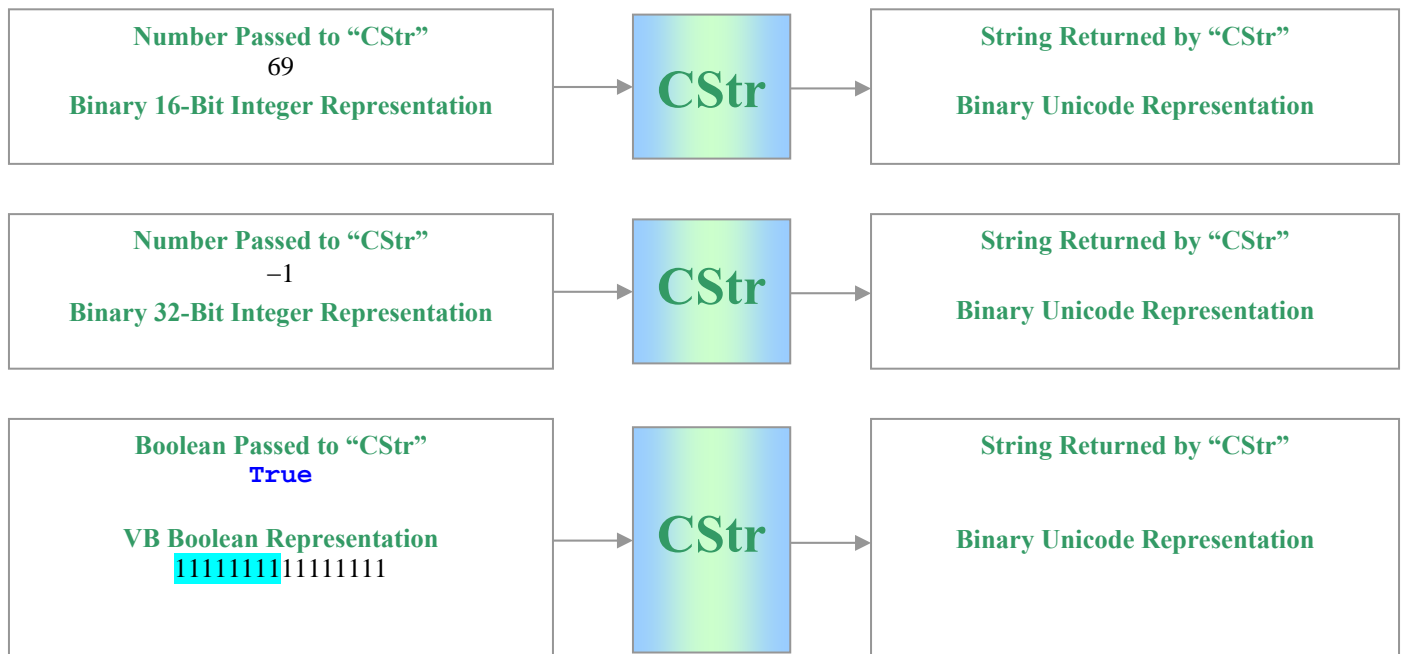 Number Passed to “CStr”
69
Binary 16-Bit Integer Representation
CStr
String Returned by “CStr”
Binary Unicode Representation
Number Passed to “CStr”
–1
Binary 32-Bit Integer Representation
CStr
String Returned by “CStr”
Binary Unicode Representation
Boolean Passed to “CStr”
True
VB Boolean Representation
1111111111111111
CStr
String Returned by “CStr”
Binary Unicode Representation